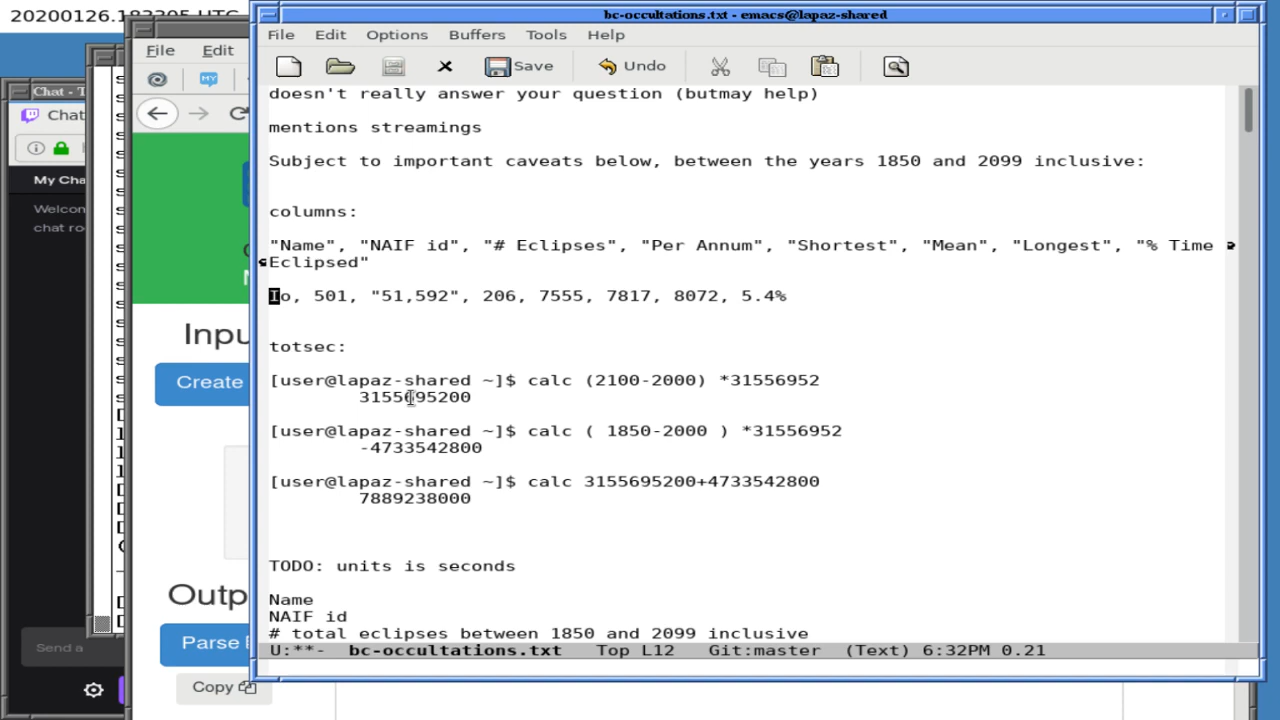 20200126.183305 UTC
bc-occultations.txt - emacs@lapaz-shared
File Edit Options Buffers Tools Help
Save Undo
File Edit
Chat - T
Chat
MY
My Cha
Welcon
chat ro
Send a
Inpu
Create
Outp
Parse
Copy
doesn't really answer your question (butmay help)
mentions streamings
Subject to important caveats below, between the years 1850 and 2099 inclusive:
columns:
"Name", "NAIF id", "# Eclipses", "Per Annum", "Shortest", "Mean", "Longest", "% Time
Eclipsed"
Io, 501, "51,592", 206, 7555, 7817, 8072, 5.4%
totsec:
[user@lapaz-shared ~]$ calc (2100-2000) *31556952
3155695200
[user@lapaz-shared ~]$ calc ( 1850-2000 ) *31556952
-4733542800
[user@lapaz-shared ~]$ calc 3155695200+4733542800
7889238000
TODO: units is seconds
Name
NAIF id
# total eclipses between 1850 and 2099 inclusive
U:**- bc-occultations.txt Top L12 Git:master (Text) 6:32PM 0.21